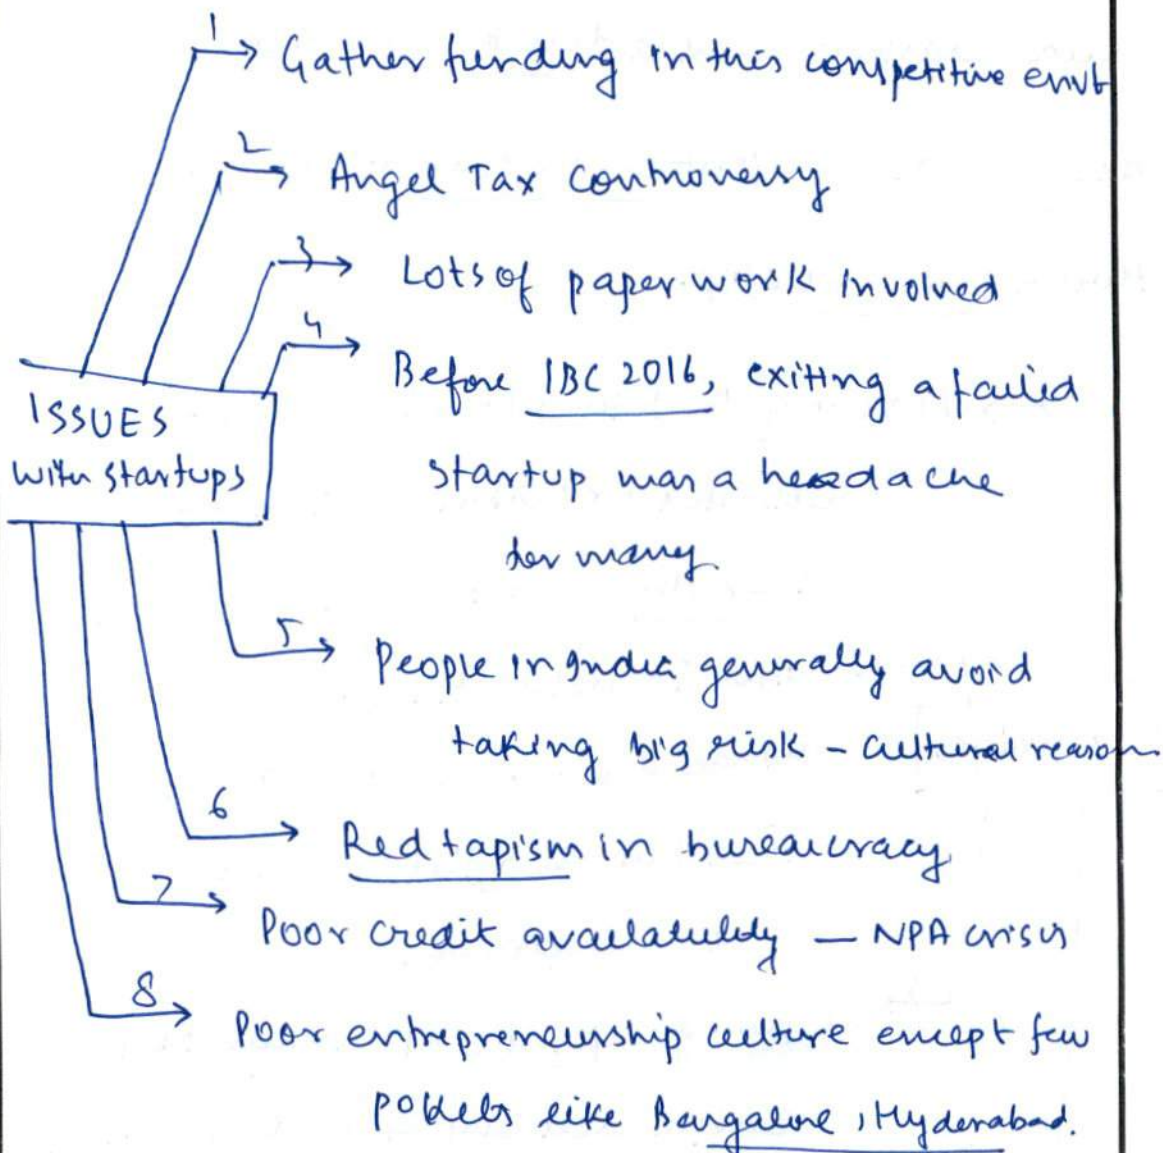 1 Gather funding in this competitive envt
2 Angel Tax controversy
3 Lots of paper work involved
4 Before IBC 2016, exiting a failed
startup was a headache
for many
ISSUES
with startups
5 People in India generally avoid
taking big risk - cultural reason
6 Red tapism in bureaucracy
7 Poor credit availability - NPA crisis
8 Poor entrepreneurship culture except few
pockets like Bangalore, Hyderabad.